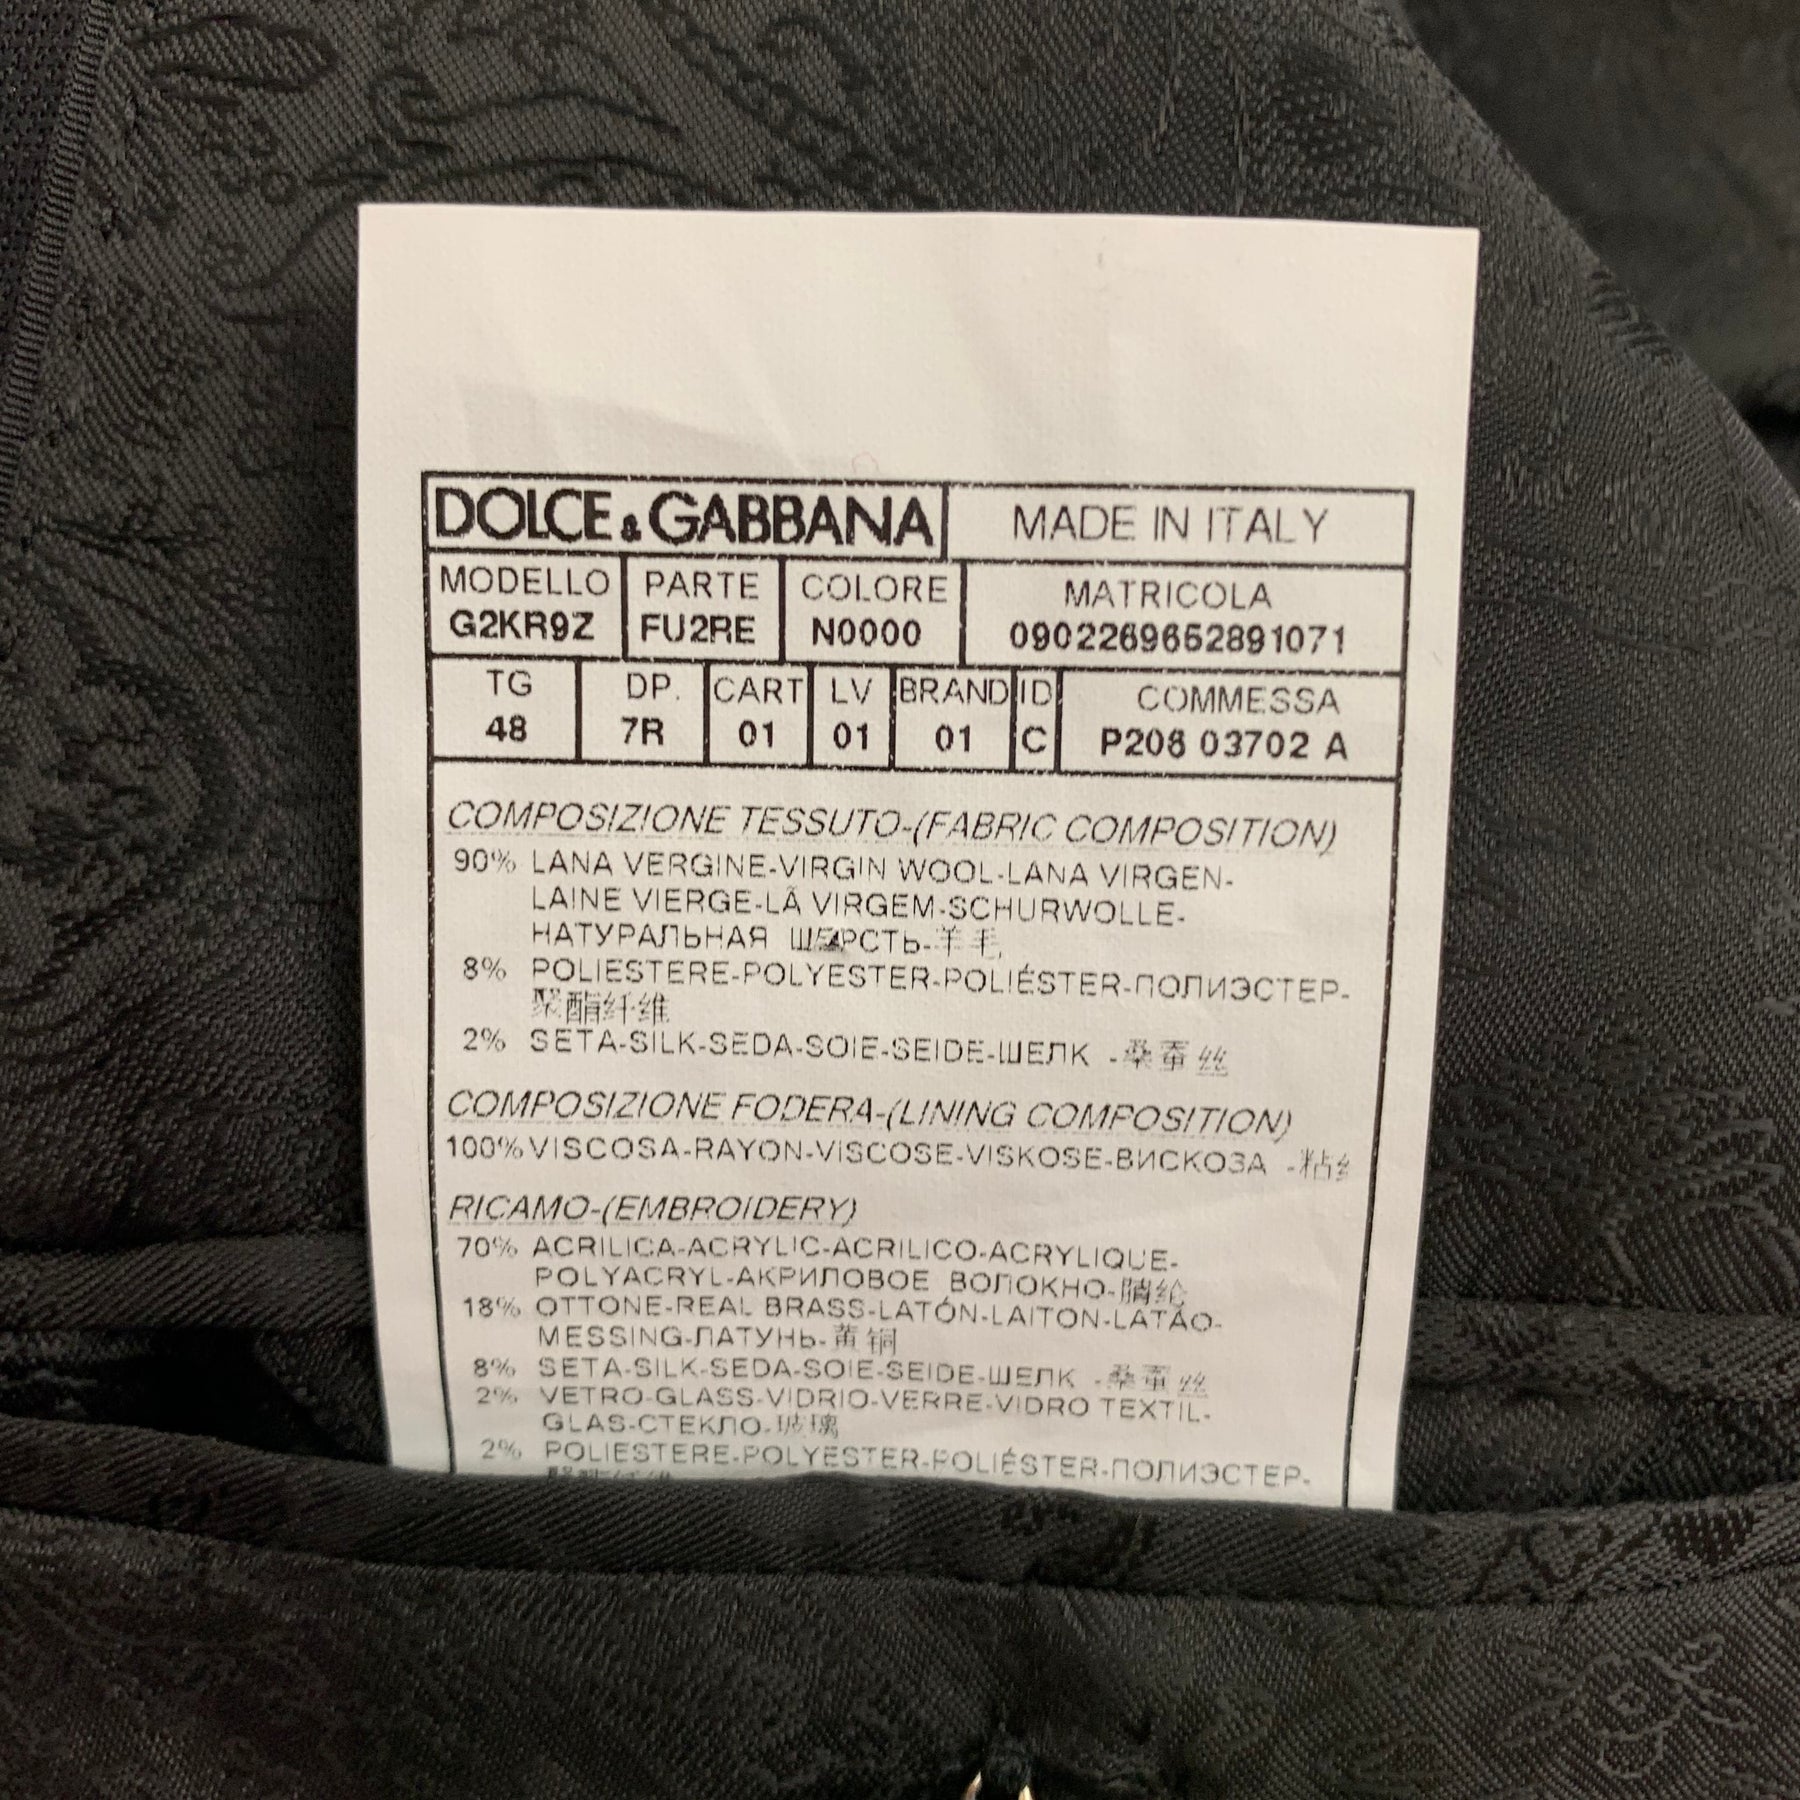 DOLCE&GABBANA MADE IN ITALY
MODELLO PARTE COLORE MATRICOLA
G2KR9Z FU2RE N0000 0902269652891071
TG DP. CART LV BRAND ID COMMESSA
48 7R 01 01 01 C P206 03702 A
COMPOSIZIONE TESSUTO-(FABRIC COMPOSITION)
90% LANA VERGINE-VIRGIN WOOL-LANA VIRGEN-
LAINE VIERGE-LÃ VIRGEM-SCHURWOLLE-
НАТУРАЛЬНАЯ ШЕРСТЬ-羊毛
8% POLIESTERE-POLYESTER-POLIÉSTER-ПОЛИЭСТЕР-
聚酯纤维
2% SETA-SILK-SEDA-SOIE-SEIDE-ШЕЛК -桑蚕丝
COMPOSIZIONE FODERA-(LINING COMPOSITION)
100% VISCOSA-RAYON-VISCOSE-VISKOSE-ВИСКОЗА -粘
RICAMO-(EMBROIDERY)
70% ACRILICA-ACRYLIC-ACRILICO-ACRYLIQUE-
POLYACRYL-АКРИЛОВОЕ ВОЛОКНО-腈纶
18% OTTONE-REAL BRASS-LATÓN-LAITON-LATÃO-
MESSING-ЛАТУНЬ-黄铜
8% SETA-SILK-SEDA-SOIE-SEIDE-ШЕЛК -桑蚕丝
2% VETRO-GLASS-VIDRIO-VERRE-VIDRO TEXTIL-
GLAS-СТЕКЛО-玻璃
2% POLIESTERE-POLYESTER-POLIÉSTER-ПОЛИЭСТЕР-